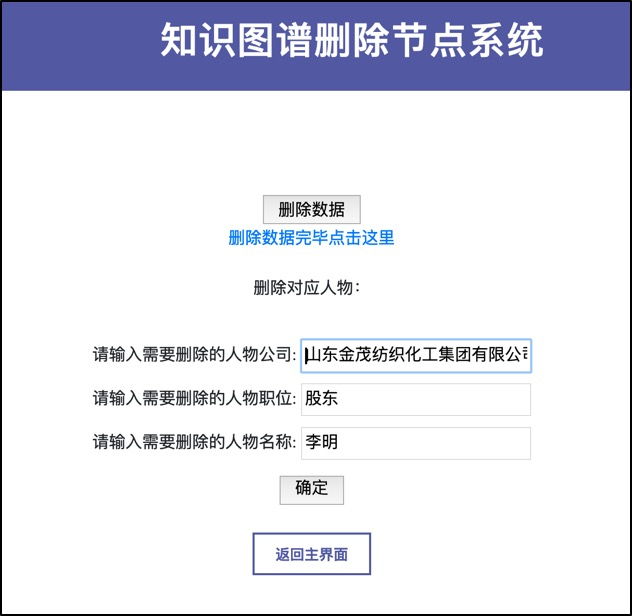 知识图谱删除节点系统
删除数据
删除数据完毕点击这里
删除对应人物：
请输入需要删除的人物公司: 山东金茂纺织化工集团有限公
请输入需要删除的人物职位: 股东
请输入需要删除的人物名称: 李明
确定
返回主界面